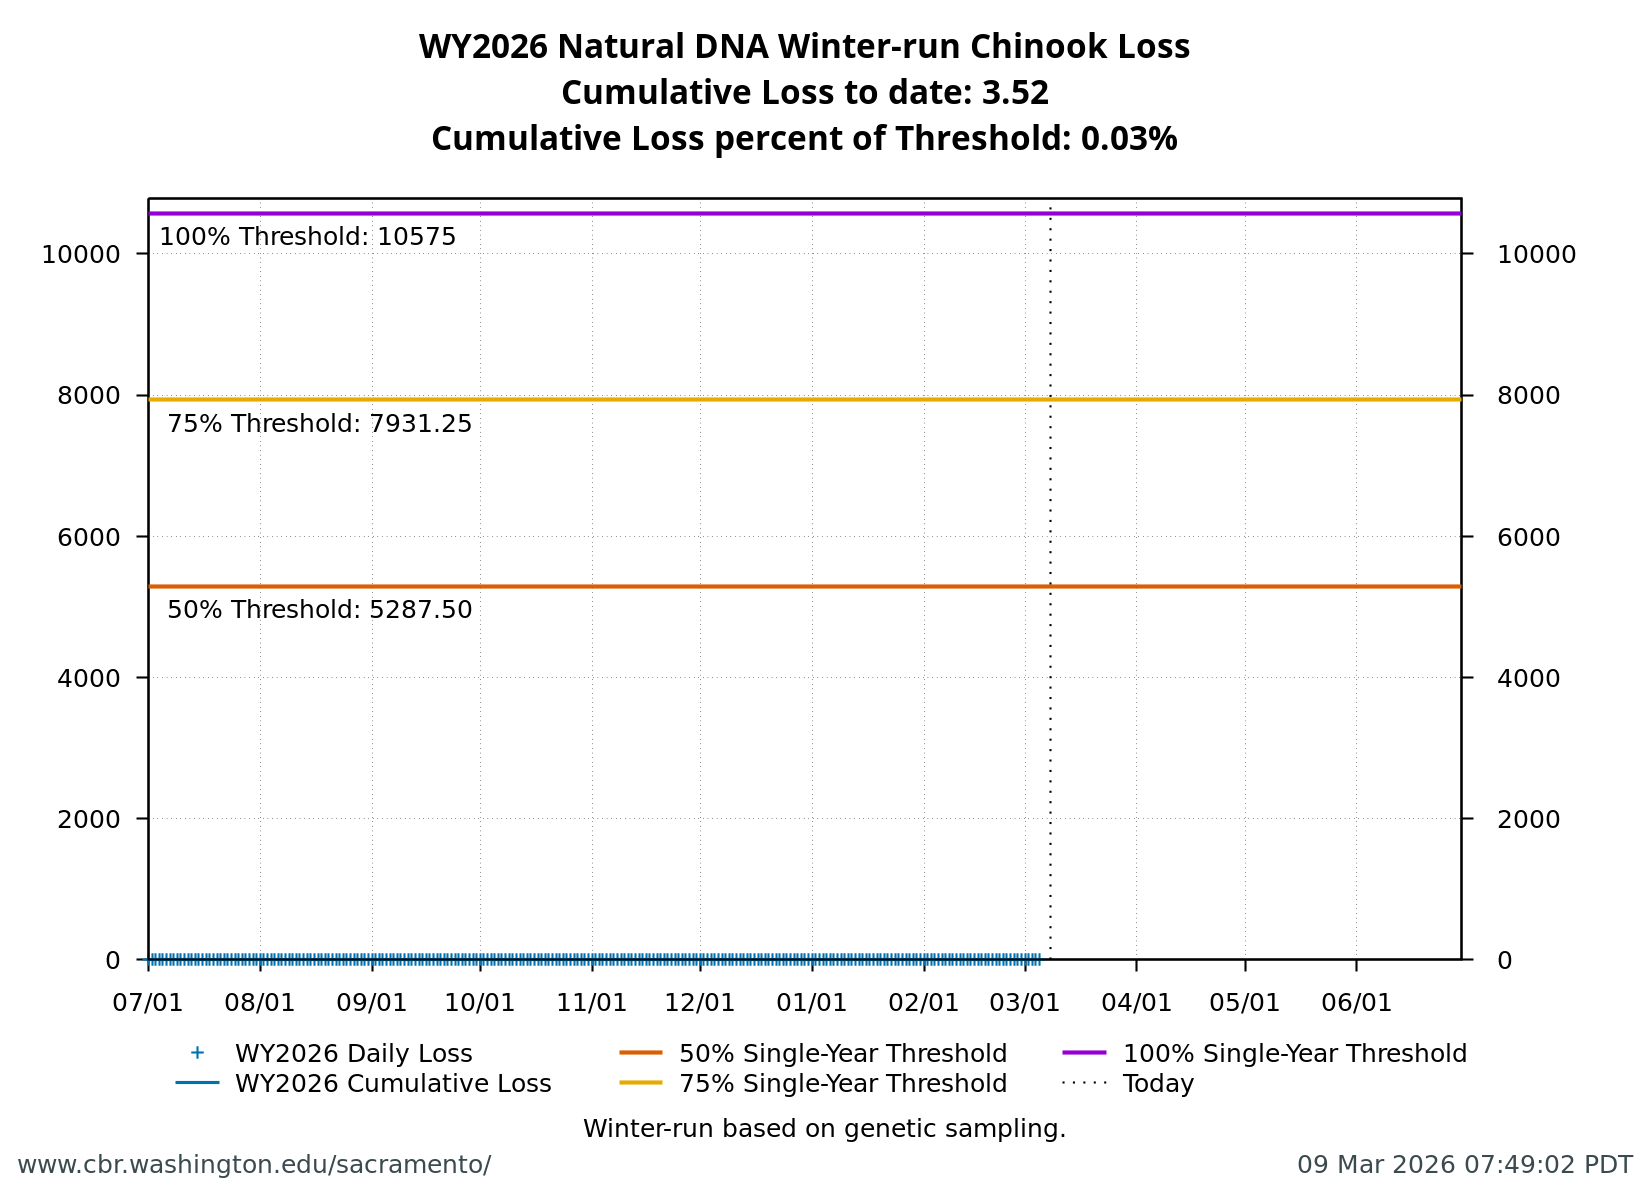 WY2026 Natural DNA Winter-run Chinook Loss
Cumulative Loss to date: 3.52
Cumulative Loss percent of Threshold: 0.03%
100% Threshold: 10575
10000 10000
8000 8000
75% Threshold: 7931.25
6000 6000
50% Threshold: 5287.50
4000 4000
2000 2000
0 0
07/01 08/01 09/01 10/01 11/01 12/01 01/01 02/01 03/01 04/01 05/01 06/01
WY2026 Daily Loss 50% Single-Year Threshold 100% Single-Year Threshold
WY2026 Cumulative Loss 75% Single-Year Threshold Today
Winter-run based on genetic sampling.
www.cbr.washington.edu/sacramento/ 09 Mar 2026 07:49:02 PDT